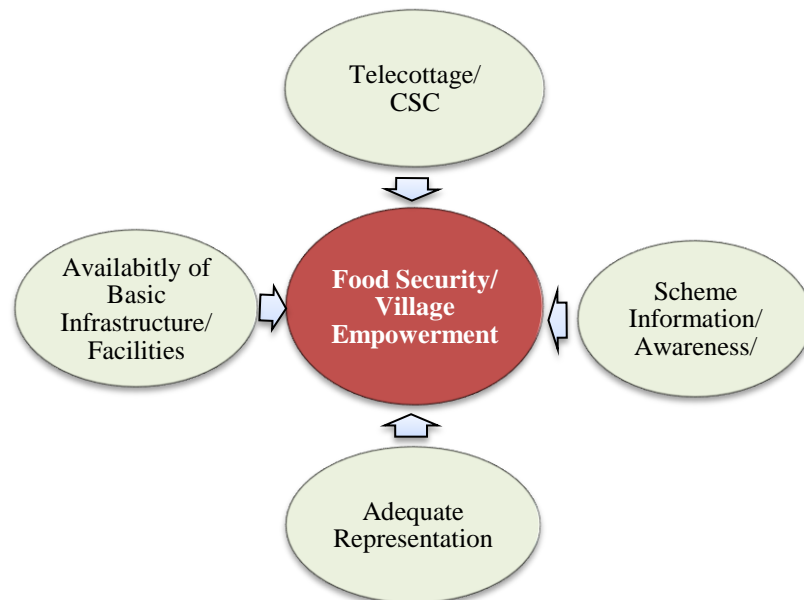 Telecottage/
CSC
Availabitly of
Basic
Infrastructure/
Facilities
Food Security/
Village
Empowerment
Scheme
Information/
Awareness/
Adequate
Representation